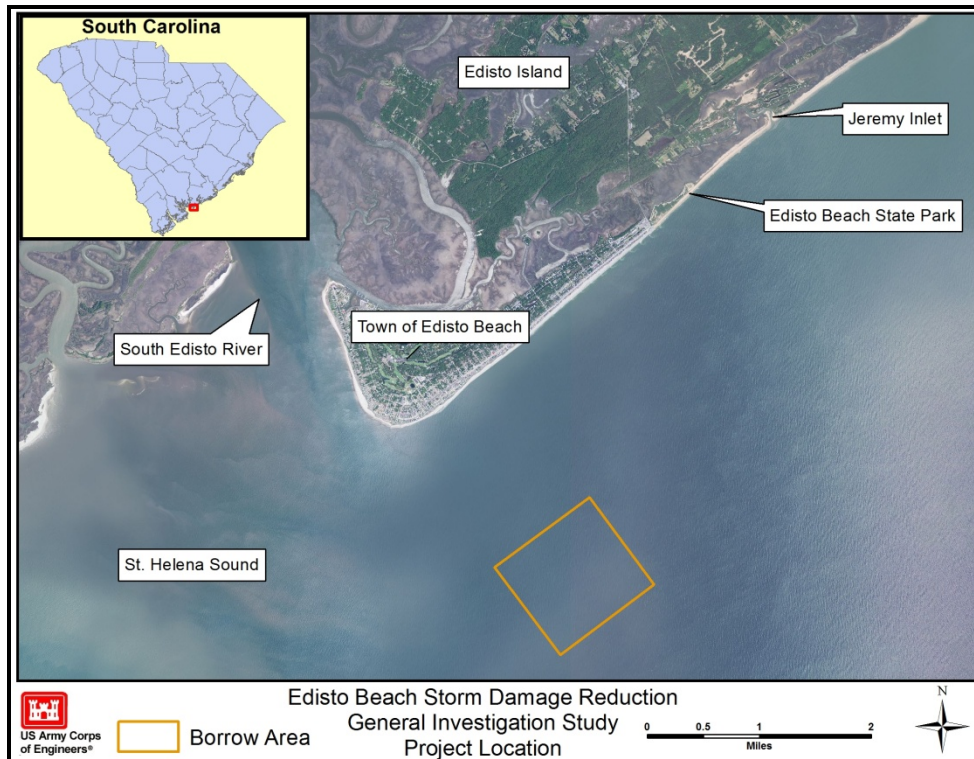 South Carolina
Edisto Island
Jeremy Inlet
Edisto Beach State Park
Town of Edisto Beach
South Edisto River
St. Helena Sound
US Army Corps
of Engineers®
Borrow Area
Edisto Beach Storm Damage Reduction
General Investigation Study
Project Location
0 0.5 1 2
Miles
N